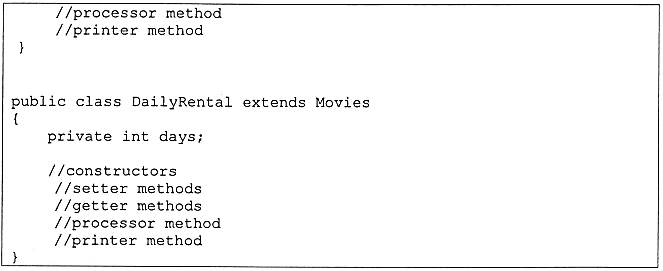 //processor method
//printer method
}
public class DailyRental extends Movies
{
private int days;
//constructors
//setter methods
//getter methods
//processor method
//printer method
}